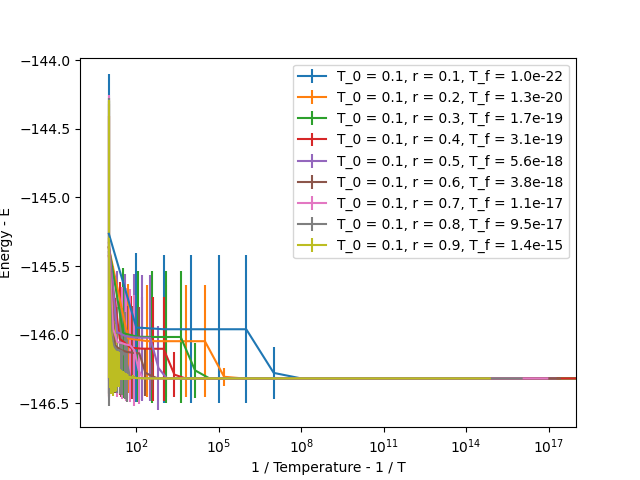 −144.0
−144.5
−145.0
−145.5
−146.0
−146.5
Energy - E
T_0 = 0.1, r = 0.1, T_f = 1.0e-22
T_0 = 0.1, r = 0.2, T_f = 1.3e-20
T_0 = 0.1, r = 0.3, T_f = 1.7e-19
T_0 = 0.1, r = 0.4, T_f = 3.1e-19
T_0 = 0.1, r = 0.5, T_f = 5.6e-18
T_0 = 0.1, r = 0.6, T_f = 3.8e-18
T_0 = 0.1, r = 0.7, T_f = 1.1e-17
T_0 = 0.1, r = 0.8, T_f = 9.5e-17
T_0 = 0.1, r = 0.9, T_f = 1.4e-15
10² 10⁵ 10⁸ 10¹¹ 10¹⁴ 10¹⁷
1 / Temperature - 1 / T